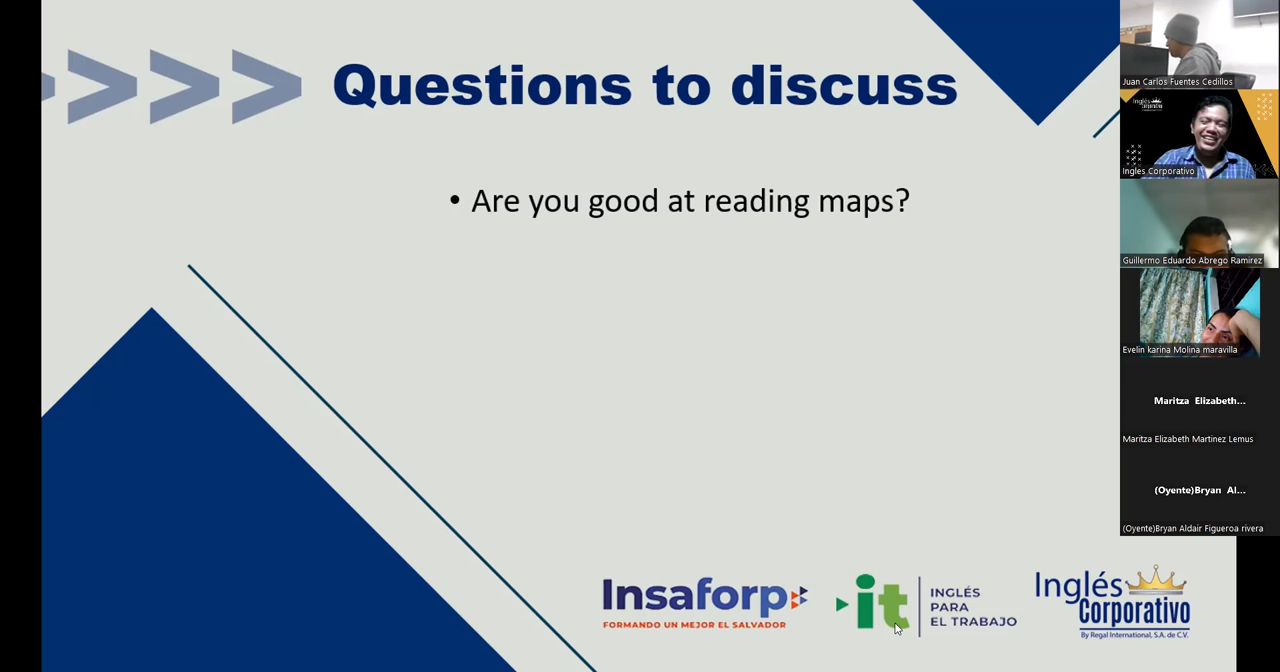 Questions to discuss
• Are you good at reading maps?
Insaforp
FORMANDO UN MEJOR EL SALVADOR
it
INGLÉS
PARA
EL TRABAJO
Inglés
Corporativo
By Regal International, S.A. de C.V.
Juan Carlos Fuentes Cedillos
Inglés
Corporativo
Ingles Corporativo
Guillermo Eduardo Abrego Ramirez
Evelin karina Molina maravilla
Maritza Elizabeth...
Maritza Elizabeth Martinez Lemus
(Oyente)Bryan Al...
(Oyente)Bryan Aldair Figueroa rivera